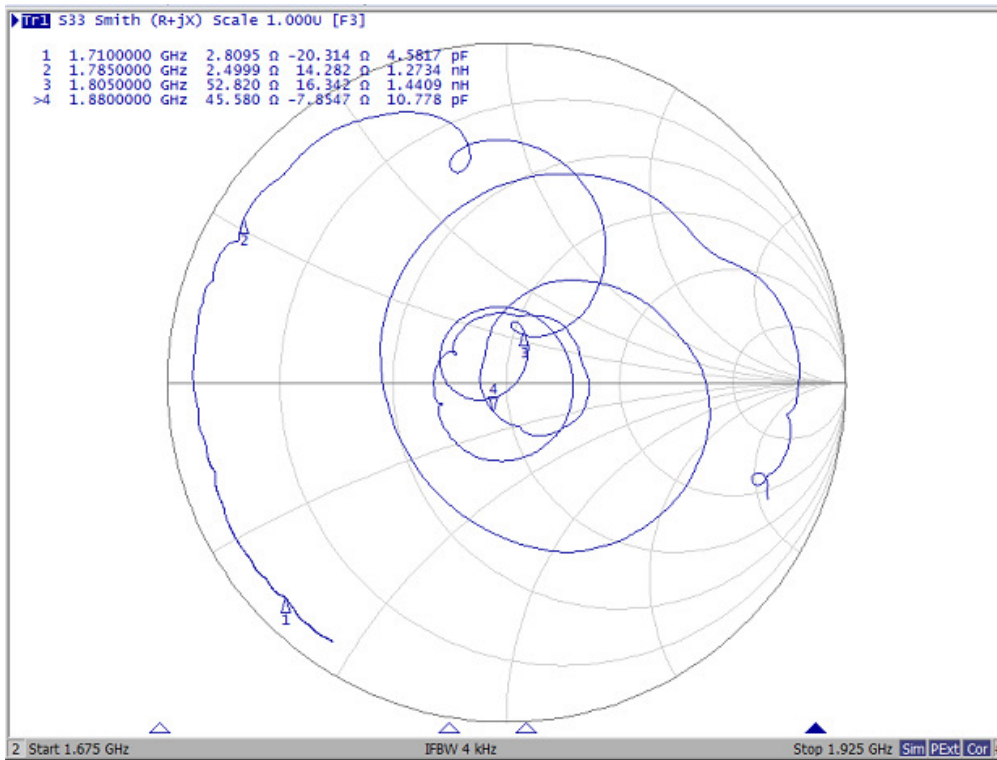 Tr1 S33 Smith (R+jX) Scale 1.000U [F3]
1 1.7100000 GHz 2.8095 Ω -20.314 Ω 4.5817 pF
2 1.7850000 GHz 2.4999 Ω 14.282 Ω 1.2734 nH
3 1.8050000 GHz 52.820 Ω 16.342 Ω 1.4409 nH
>4 1.8800000 GHz 45.580 Ω -7.8547 Ω 10.778 pF
2
3
4
1
2 Start 1.675 GHz IFBW 4 kHz Stop 1.925 GHz Sim PExt Cor